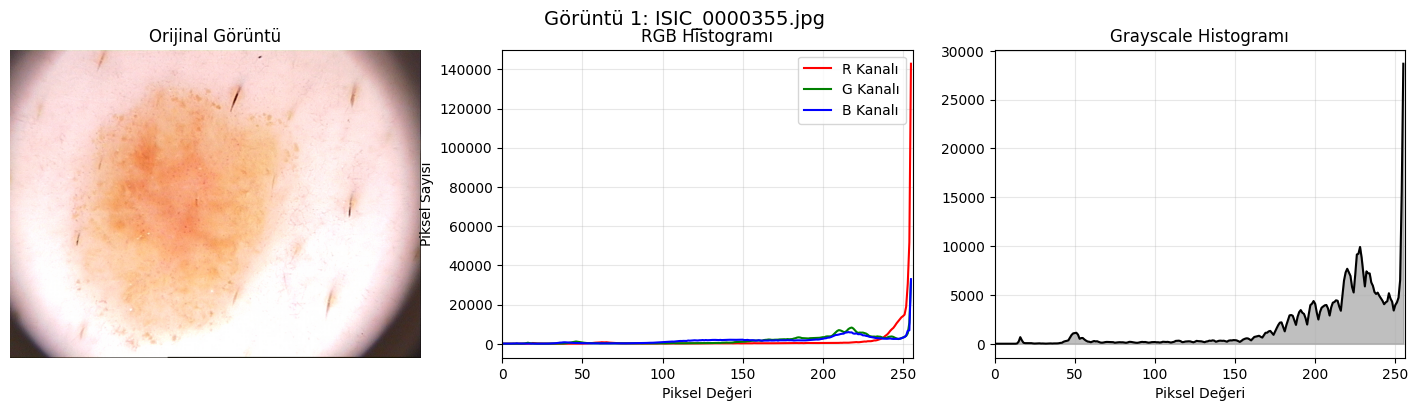 Görüntü 1: ISIC_0000355.jpg
Orijinal Görüntü
RGB Histogramı
R Kanalı
G Kanalı
B Kanalı
Piksel Sayısı
140000
120000
100000
80000
60000
40000
20000
0
0 50 100 150 200 250
Piksel Değeri
Grayscale Histogramı
30000
25000
20000
15000
10000
5000
0
0 50 100 150 200 250
Piksel Değeri